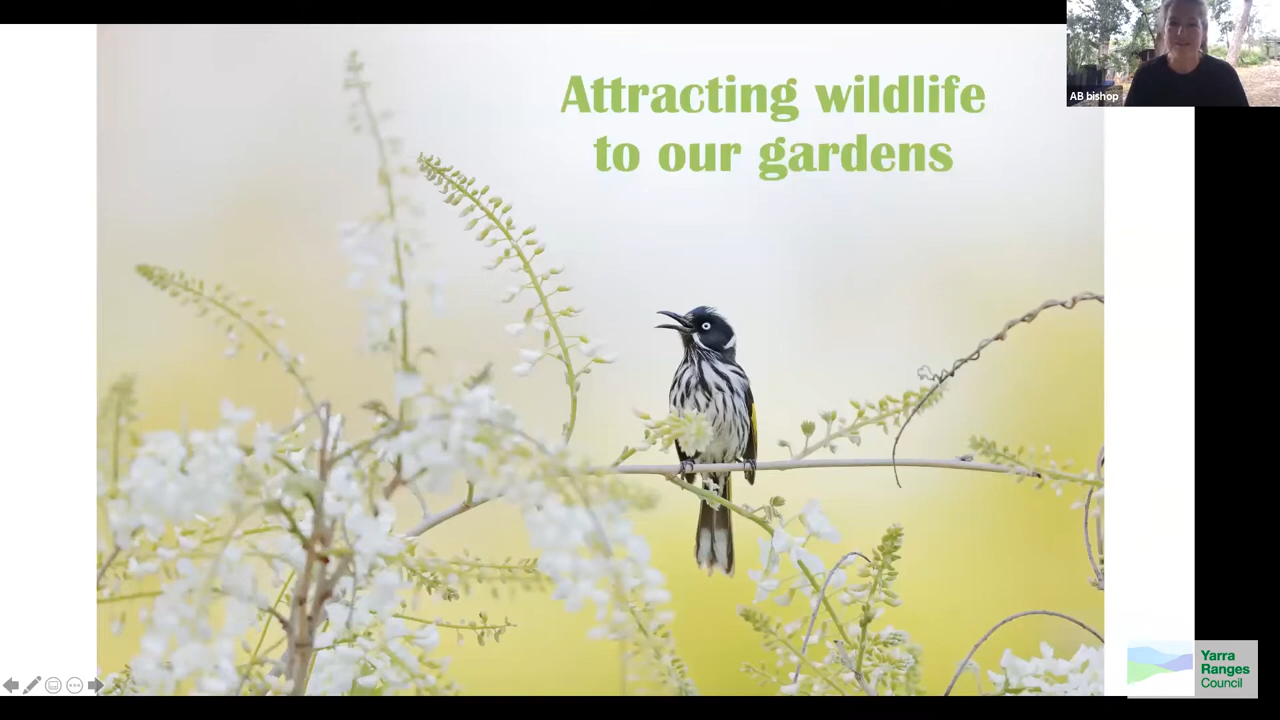 Attracting wildlife
to our gardens
AB bishop
Yarra
Ranges
Council